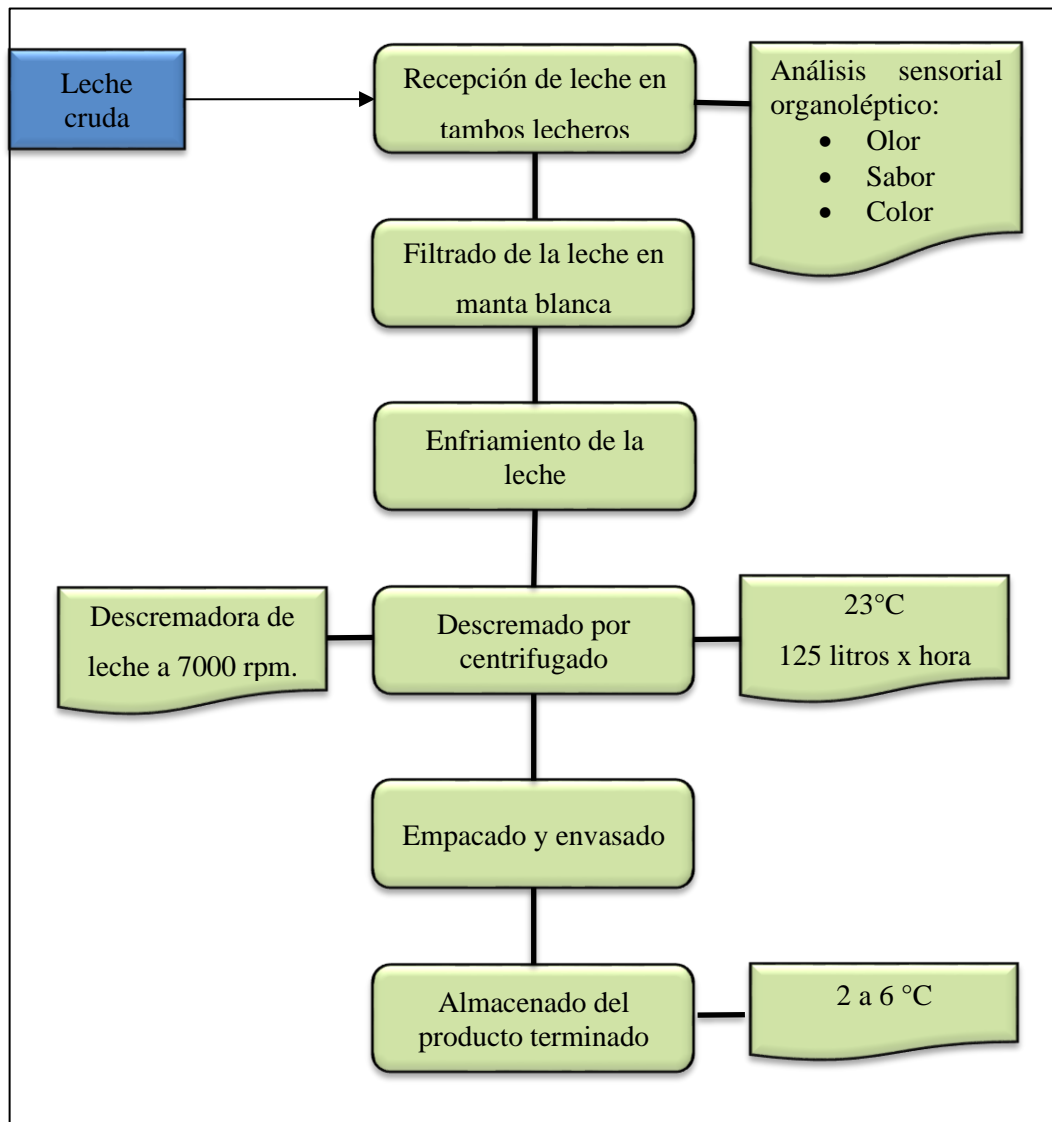 Leche
cruda
Recepción de leche en
tambos lecheros
Análisis sensorial
organoléptico:
• Olor
• Sabor
• Color
Filtrado de la leche en
manta blanca
Enfriamiento de la
leche
Descremadora de
leche a 7000 rpm.
Descremado por
centrifugado
23°C
125 litros x hora
Empacado y envasado
Almacenado del
producto terminado
2 a 6 °C